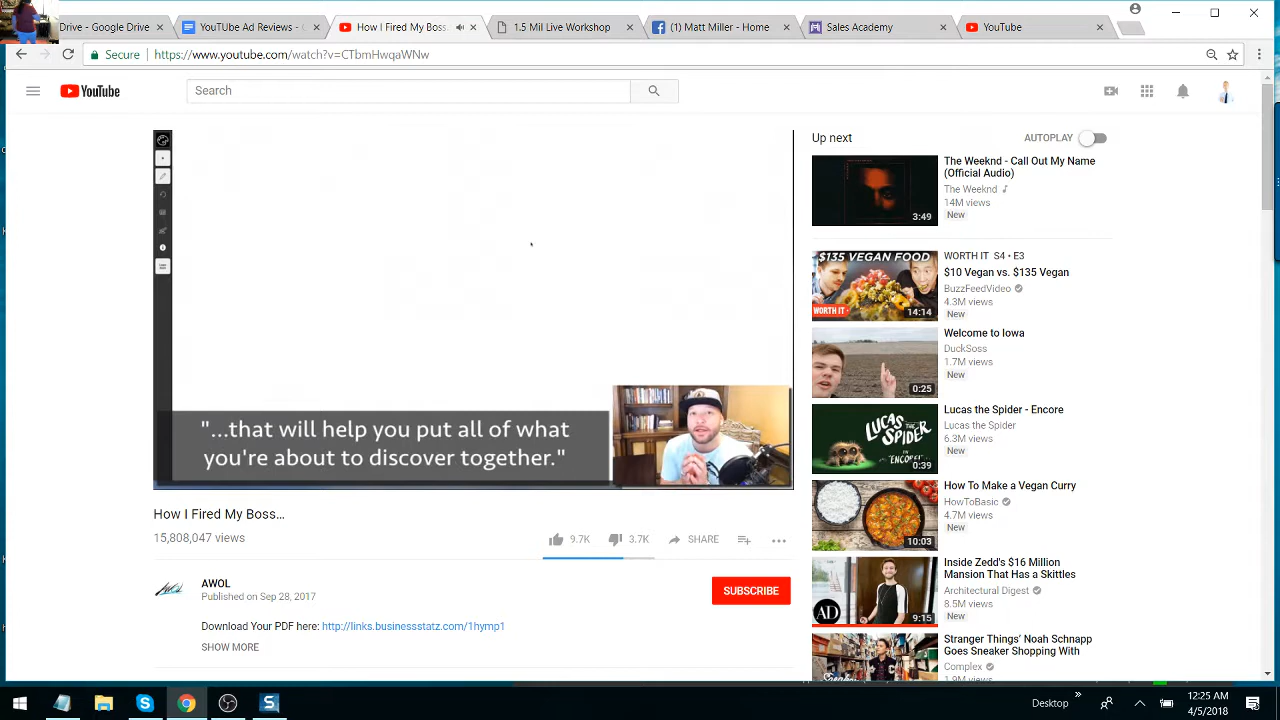 Drive - Google Drive
YouTube Ad Reviews - G
How I Fired My Bos
1.5 Mil Live Workshop
(1) Matt Miller - Home
Sales Academy
YouTube
Secure
https://www.youtube.com/watch?v=CTbmHwqaWNw
YouTube
Search
Up next
AUTOPLAY
The Weeknd - Call Out My Name
(Official Audio)
The Weeknd
14M views
New
3:49
$135 VEGAN FOOD
WORTH IT
14:14
WORTH IT S4 • E3
$10 Vegan vs. $135 Vegan
BuzzFeedVideo
4.3M views
New
Welcome to Iowa
DuckSoss
1.7M views
New
0:25
LUCAS
THE
SPIDER
IN
"ENCORE!"
0:39
Lucas the Spider - Encore
Lucas the Spider
6.3M views
New
How To Make a Vegan Curry
HowToBasic
4.7M views
New
10:03
AD
9:15
Inside Zedd's $16 Million
Mansion That Has a Skittles
Architectural Digest
8.5M views
New
Stranger Things' Noah Schnapp
Goes Sneaker Shopping With
Complex
1.9M views
"...that will help you put all of what
you're about to discover together."
How I Fired My Boss...
15,808,047 views
9.7K
3.7K
SHARE
AWOL
Published on Sep 28, 2017
SUBSCRIBE
Download Your PDF here: http://links.businessstatz.com/1hymp1
SHOW MORE
Desktop
12:25 AM
4/5/2018